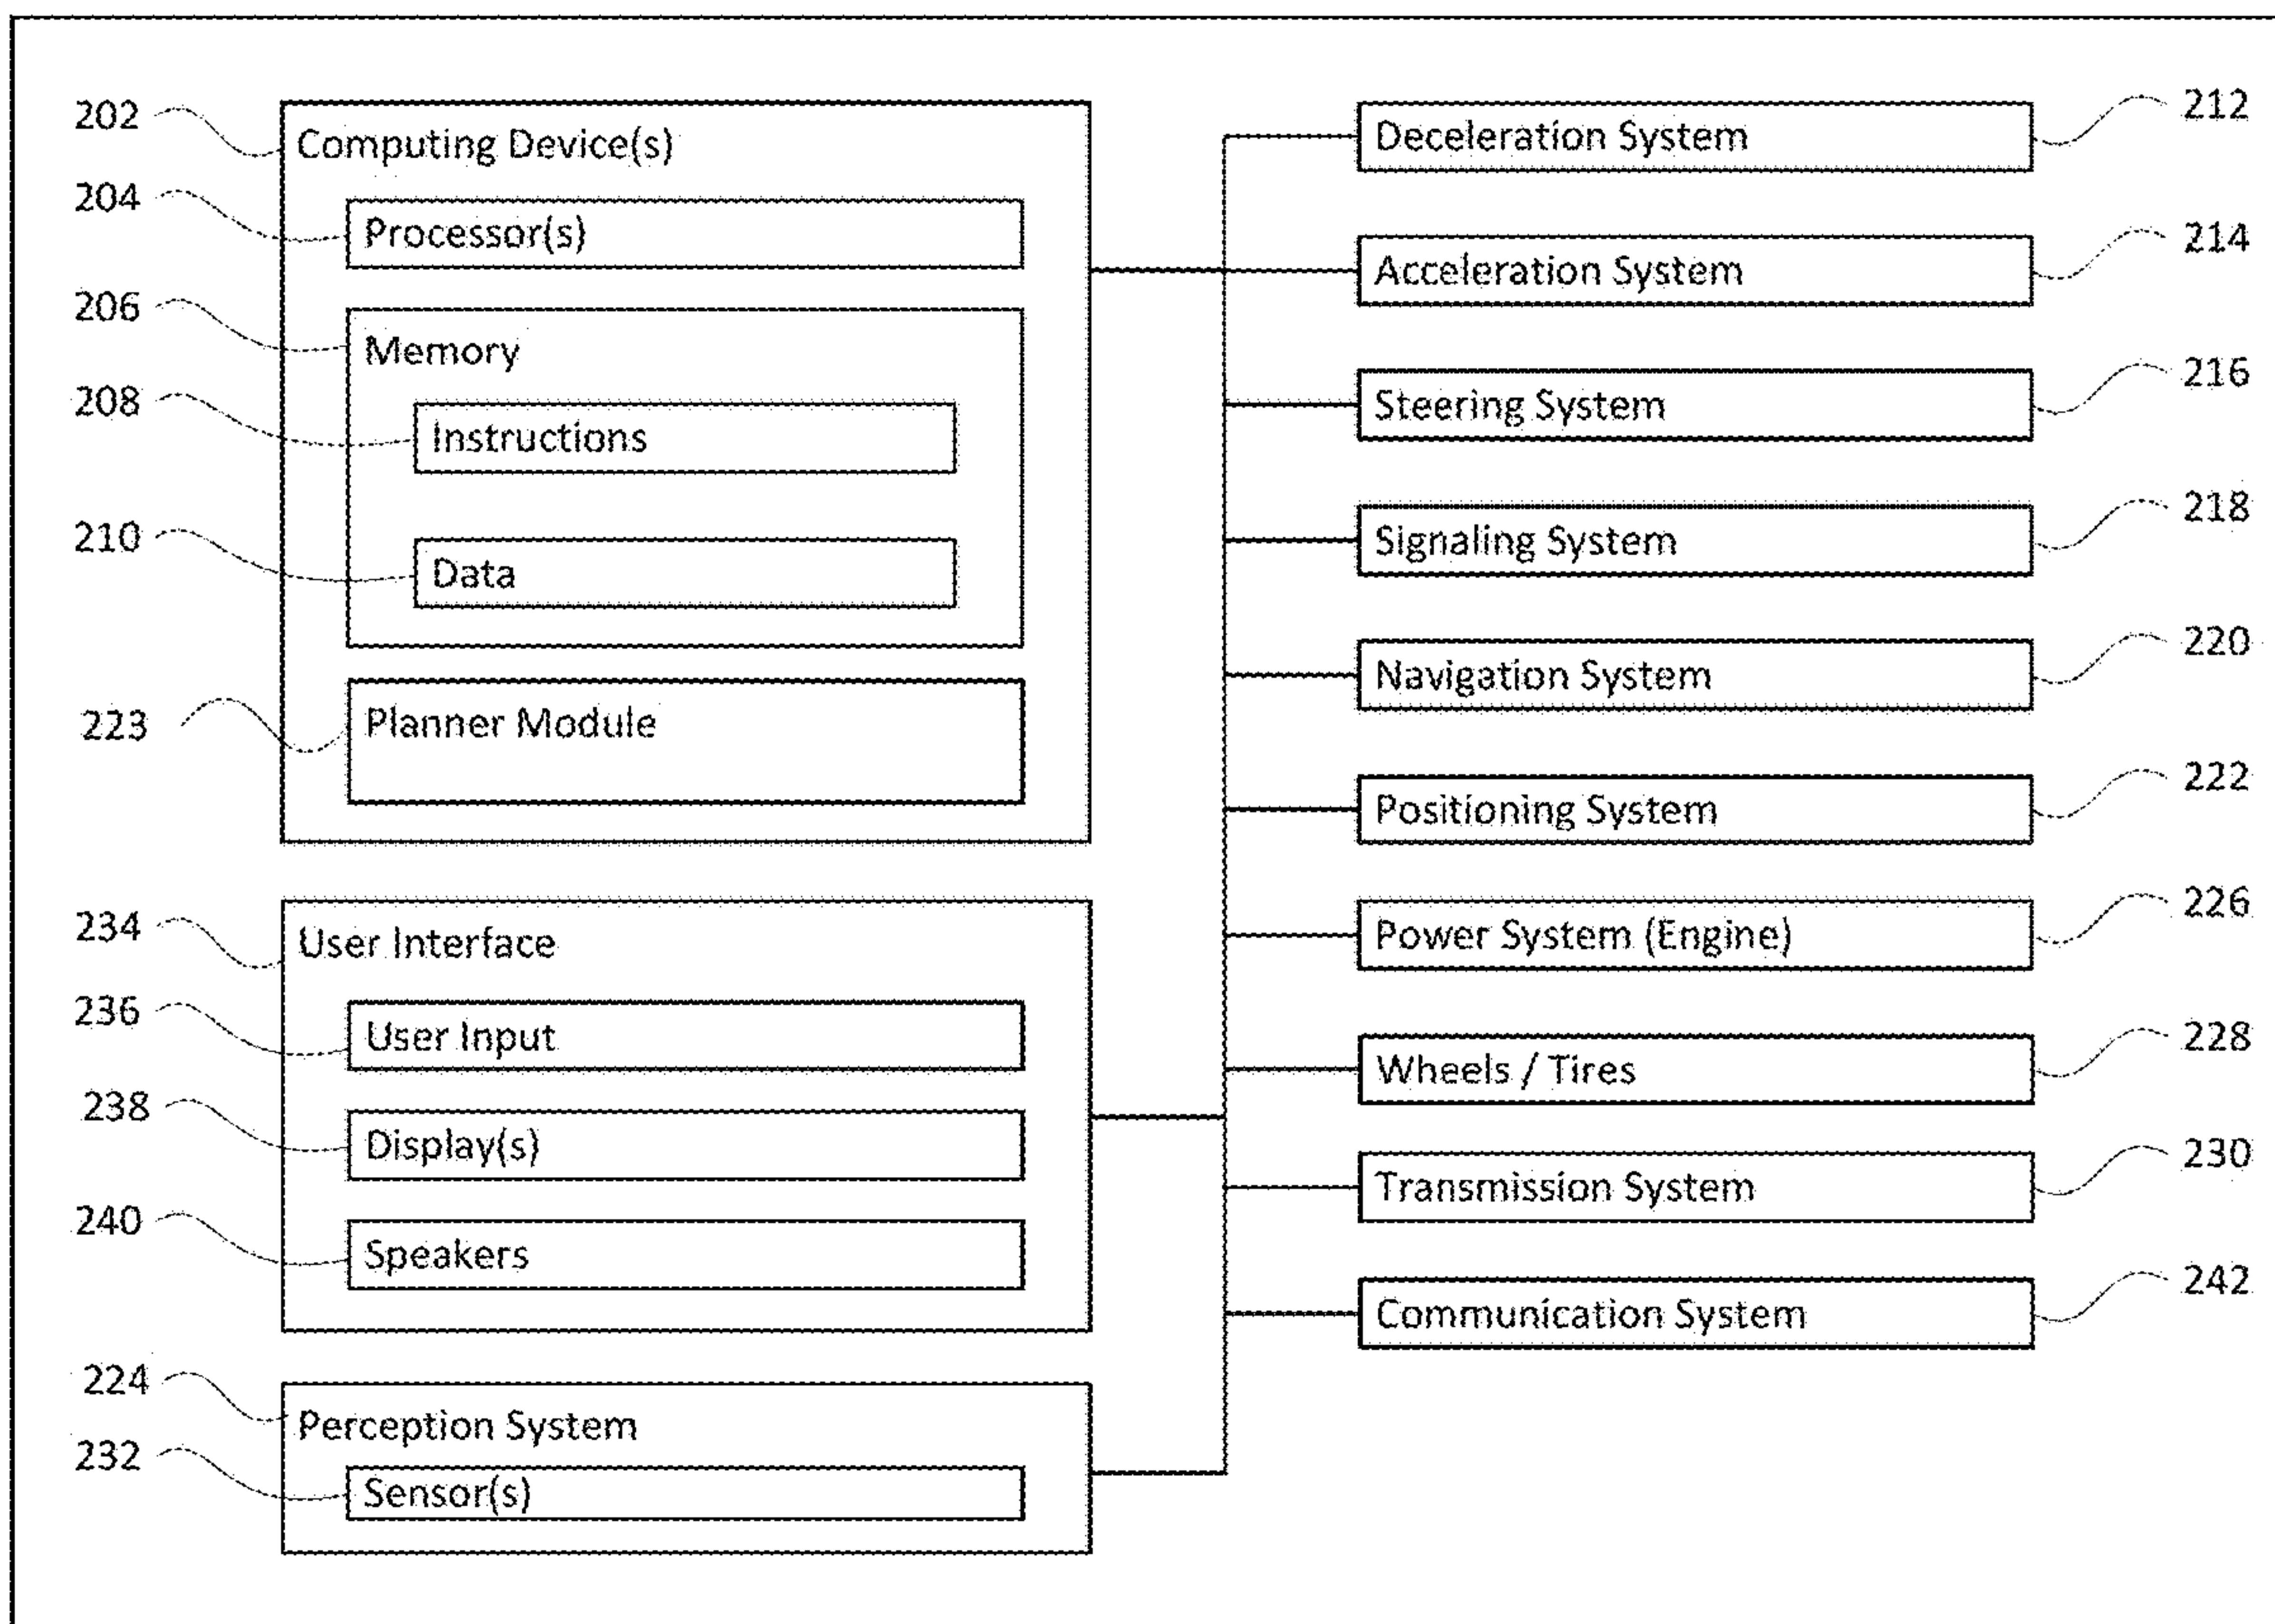 202
Computing Device(s)
204
Processor(s)
206
Memory
208
Instructions
210
Data
223
Planner Module
234
User Interface
236
User Input
238
Display(s)
240
Speakers
224
Perception System
232
Sensor(s)
Deceleration System
212
Acceleration System
214
Steering System
216
Signaling System
218
Navigation System
220
Positioning System
222
Power System (Engine)
226
Wheels / Tires
228
Transmission System
230
Communication System
242